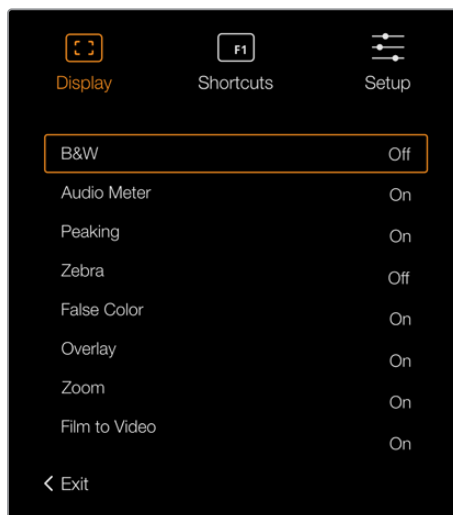 F1
Display Shortcuts Setup
B&W Off
Audio Meter On
Peaking On
Zebra Off
False Color On
Overlay On
Zoom On
Film to Video On
Exit